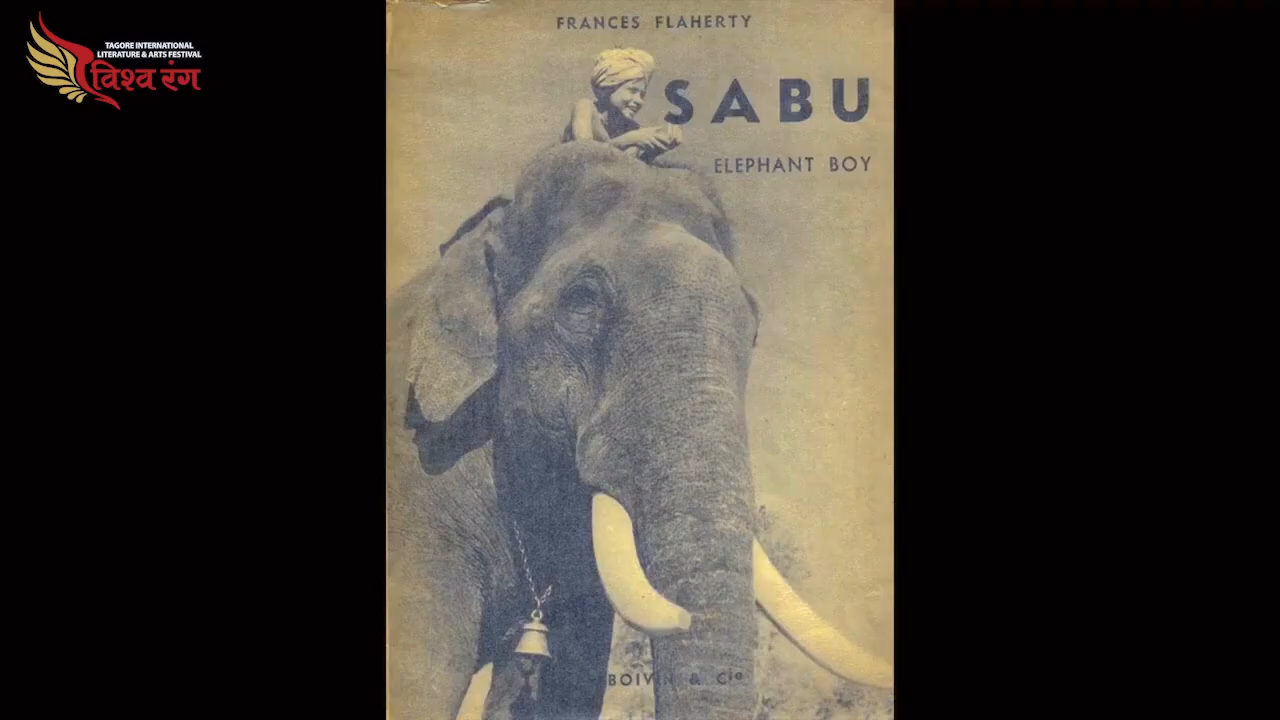 TAGORE INTERNATIONAL
LITERATURE & ARTS FESTIVAL
विश्व रंग
FRANCES FLAHERTY
SABU
ELEPHANT BOY
BOIVIN & Cie